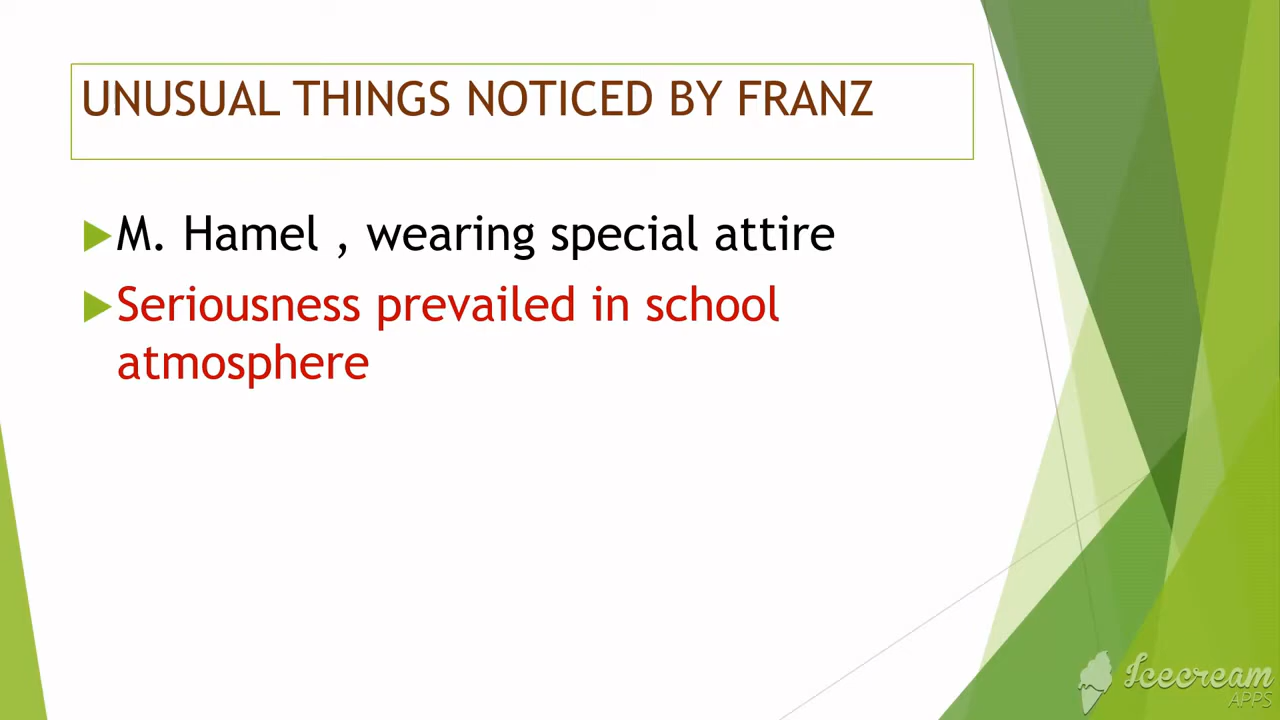 UNUSUAL THINGS NOTICED BY FRANZ
M. Hamel , wearing special attire
Seriousness prevailed in school
atmosphere
Icecream
APPS